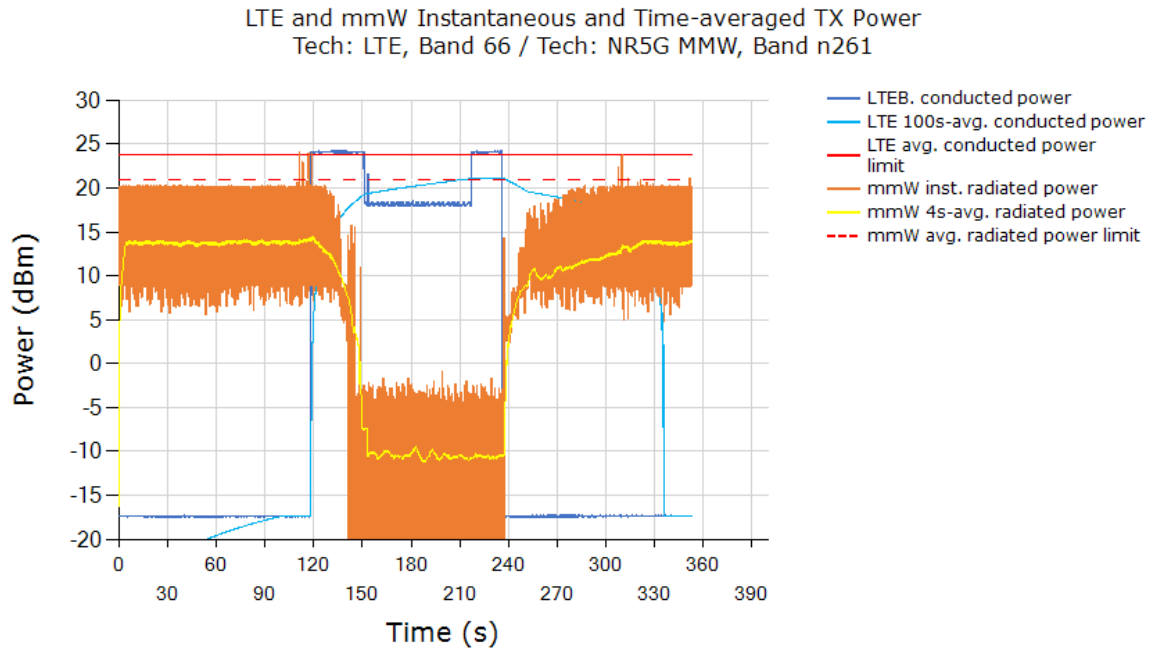 LTE and mmW Instantaneous and Time-averaged TX Power
Tech: LTE, Band 66 / Tech: NR5G MMW, Band n261
30
25
20
15
10
5
0
-5
-10
-15
-20
Power (dBm)
0 60 120 180 240 300 360
30 90 150 210 270 330 390
Time (s)
LTEB. conducted power
LTE 100s-avg. conducted power
LTE avg. conducted power
limit
mmW inst. radiated power
mmW 4s-avg. radiated power
mmW avg. radiated power limit